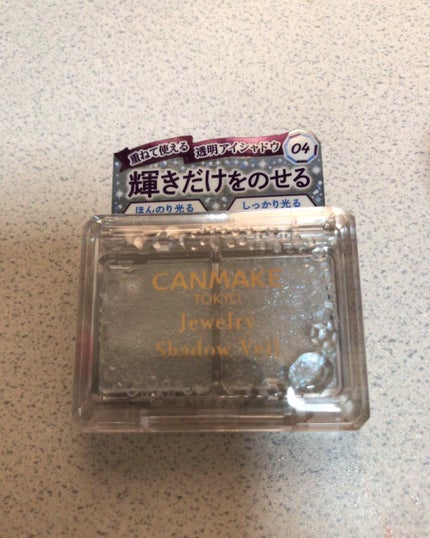 重ねて使える 透明アイシャドウ 04
輝きだけをのせる
ほんのり光る しっかり光る
CANMAKE
TOKYO
Jewelry
Shadow Veil